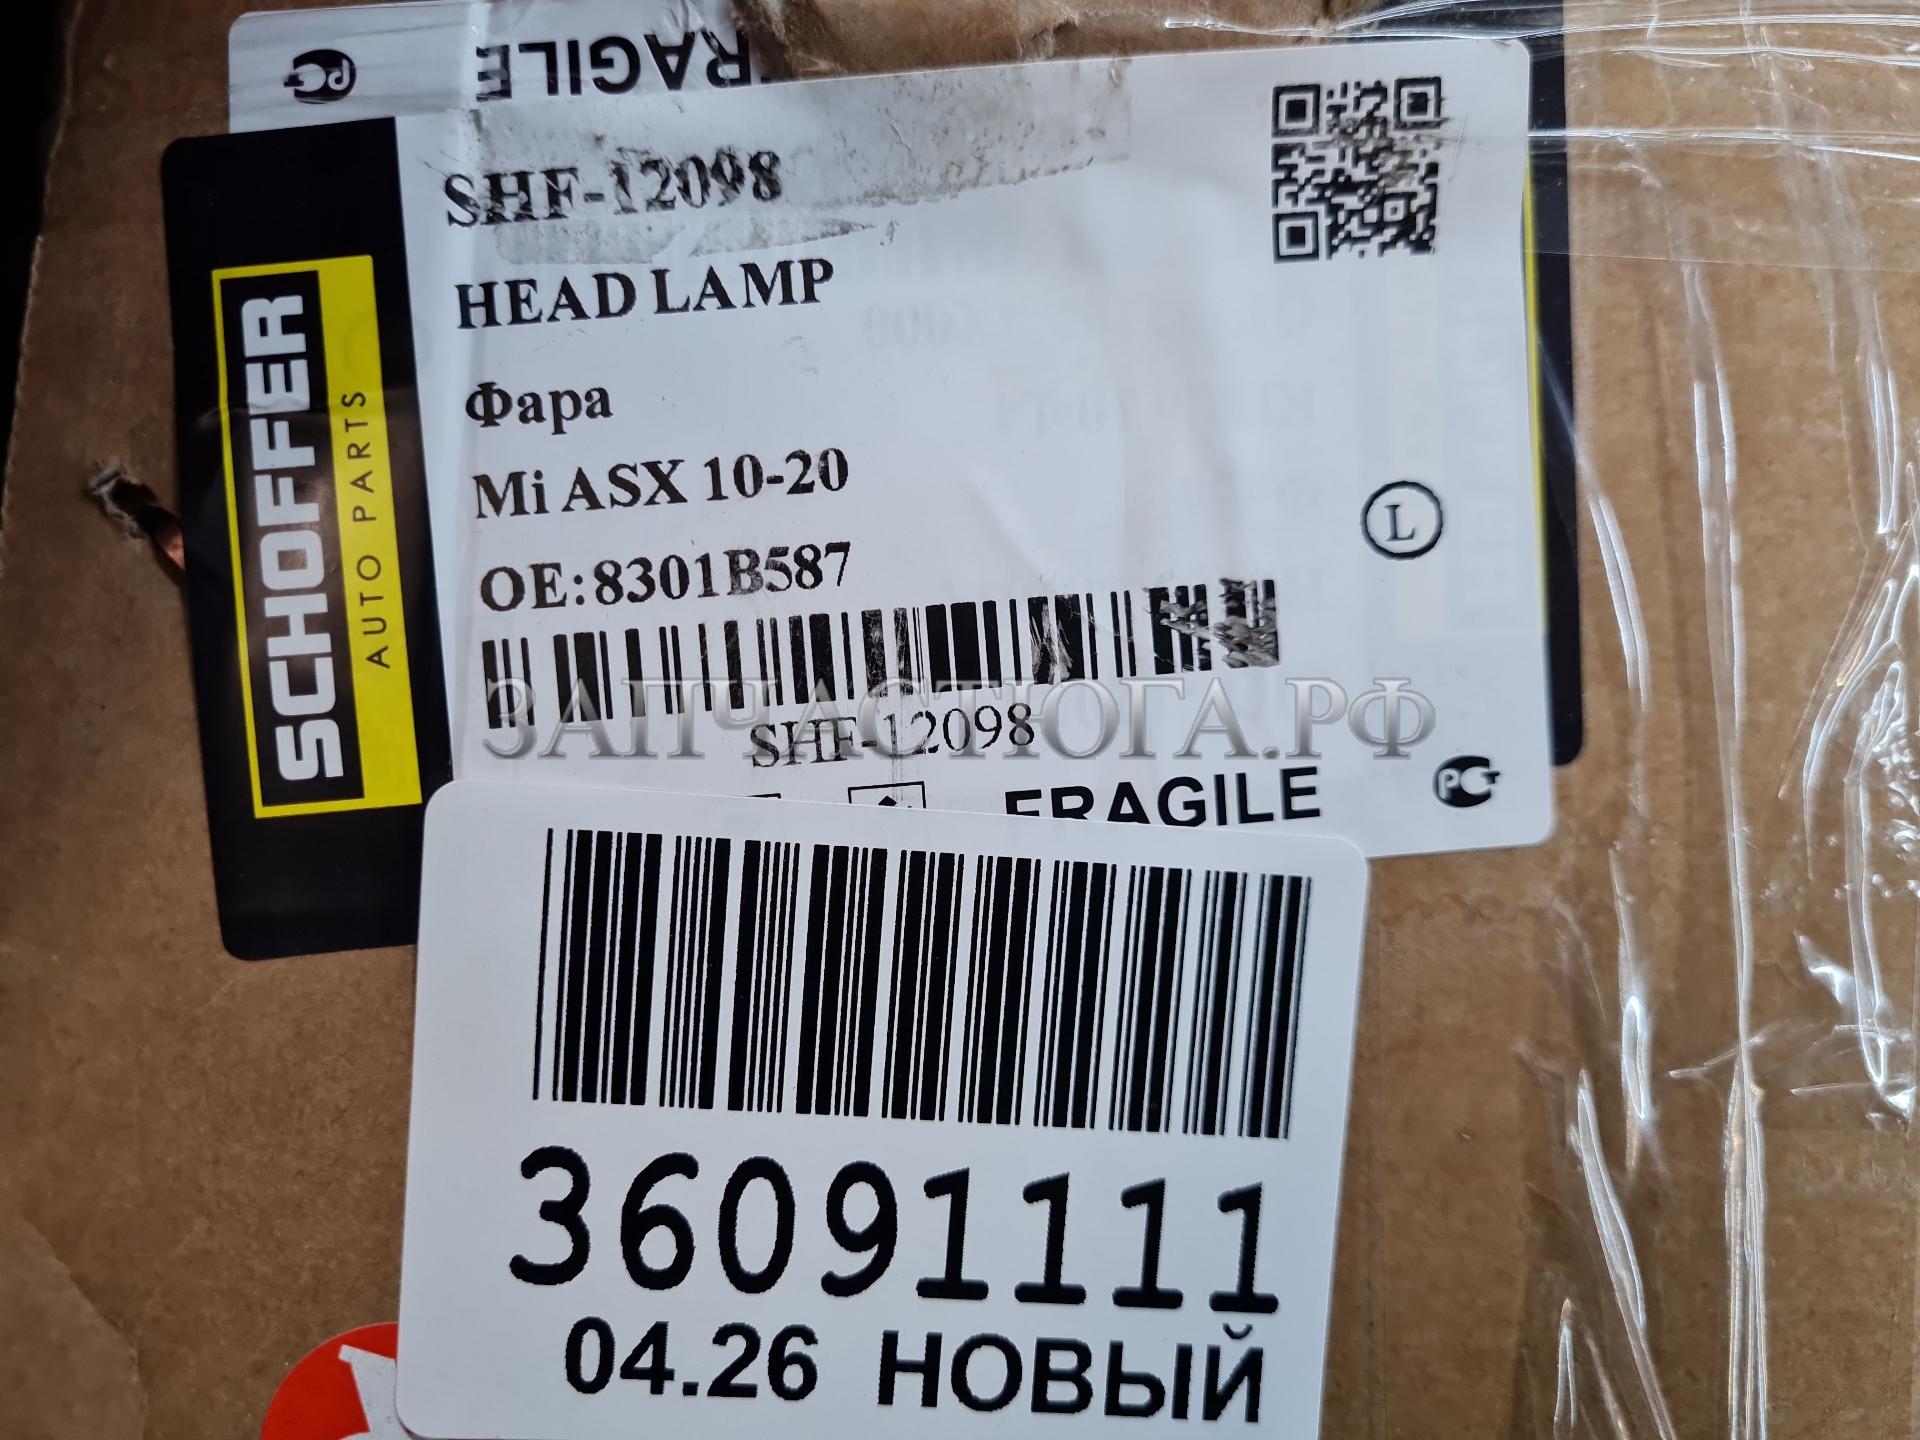 FRAGILE
SHF-12098
HEAD LAMP
Фара
Mi ASX 10-20
OE:8301B587
L
SHF-12098
FRAGILE
SCHOFFER
AUTO PARTS
ЗАПЧАСТЮГА.РФ
36091111
04.26 НОВЫЙ